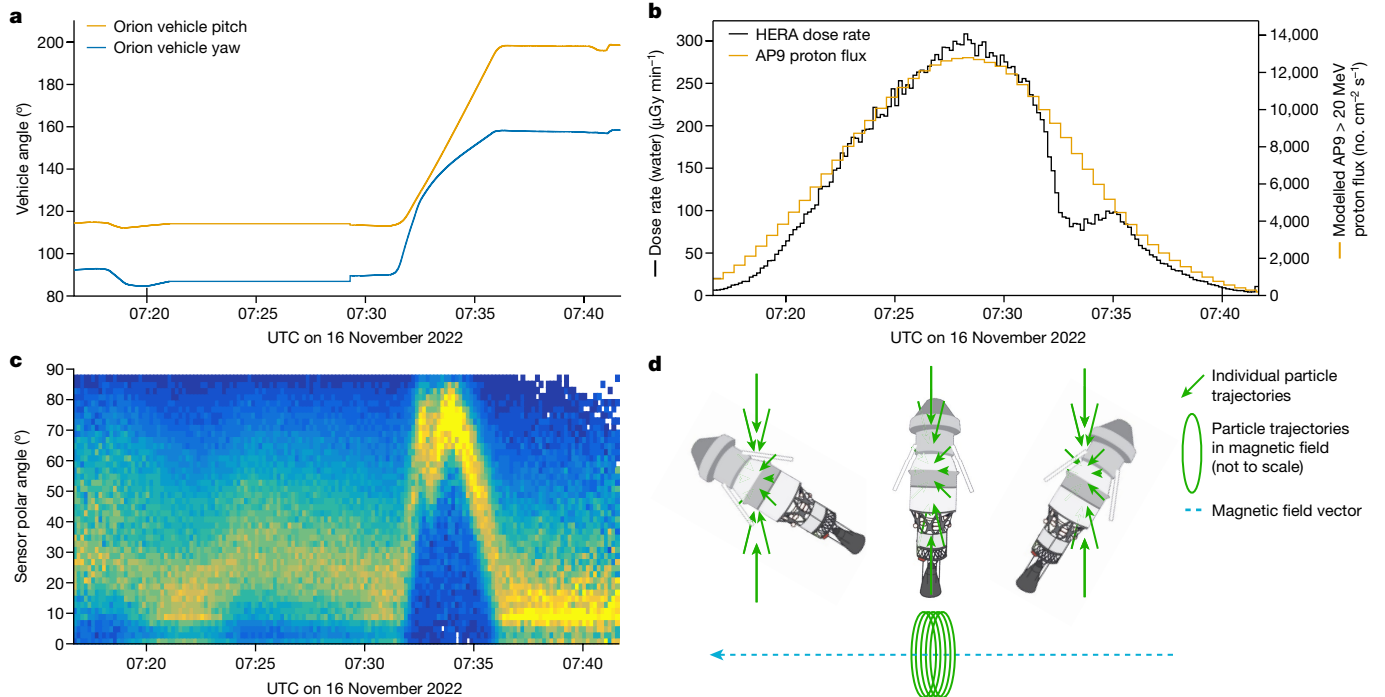 a
Orion vehicle pitch
Orion vehicle yaw
200
180
160
140
120
100
80
Vehicle angle (º)
07:20
07:25
07:30
07:35
07:40
UTC on 16 November 2022
b
HERA dose rate
AP9 proton flux
300
250
200
150
100
50
0
Dose rate (water) (μGy min⁻¹)
14,000
12,000
10,000
8,000
6,000
4,000
2,000
0
Modelled AP9 > 20 MeV
proton flux (no. cm⁻² s⁻¹)
07:20
07:25
07:30
07:35
07:40
UTC on 16 November 2022
c
90
80
70
60
50
40
30
20
10
0
Sensor polar angle (º)
07:20
07:25
07:30
07:35
07:40
UTC on 16 November 2022
d
Individual particle
trajectories
Particle trajectories
in magnetic field
(not to scale)
Magnetic field vector